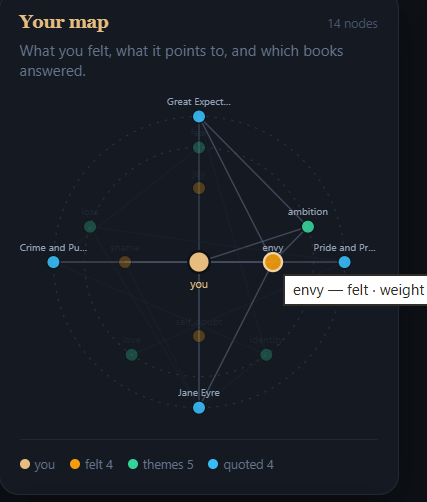 Your map
14 nodes
What you felt, what it points to, and which books
answered.
Great Expect...
ambition
Crime and Pu...
envy
Pride and Pr...
you
envy — felt · weight
Jane Eyre
you
felt 4
themes 5
quoted 4